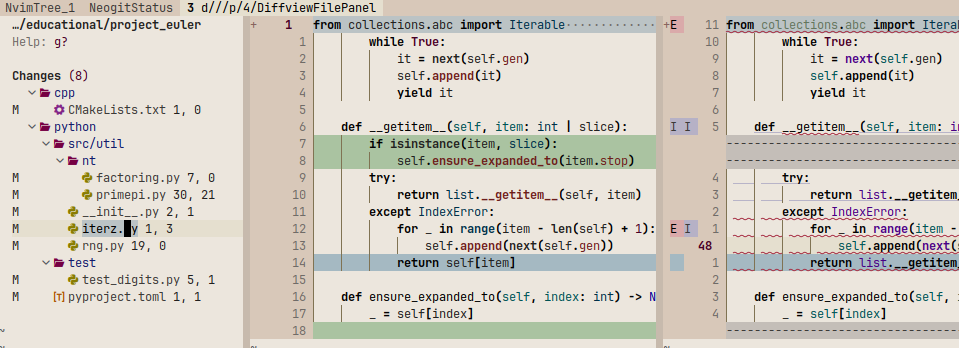 NvimTree_1 NeogitStatus 3 d///p/4/DiffviewFilePanel
…/educational/project_euler
Help: g?
Changes (8)
cpp
M CMakeLists.txt 1, 0
python
src/util
nt
M factoring.py 7, 0
M primepi.py 30, 21
M __init__.py 2, 1
M iterz. y 1, 3
M rng.py 19, 0
test
M test_digits.py 5, 1
M pyproject.toml 1, 1
~
+ 1 from collections.abc import Iterable
1 while True:
2 it = next(self.gen)
3 self.append(it)
4 yield it
5
6 def __getitem__(self, item: int | slice):
7 if isinstance(item, slice):
8 self.ensure_expanded_to(item.stop)
9 try:
10 return list.__getitem__(self, item)
11 except IndexError:
12 for _ in range(item - len(self) + 1):
13 self.append(next(self.gen))
14 return self[item]
15
16 def ensure_expanded_to(self, index: int) -> N
17 _ = self[index]
18
~
+E 11 from collections.abc import Iterabl
10 while True:
9 it = next(self.gen)
8 self.append(it)
7 yield it
6
I I 5 def __getitem__(self, item: in
4 try:
3 return list.__getitem_
2 except IndexError:
E I 1 for _ in range(item -
48 self.append(next(s
1 return list.__getitem_
2
3 def ensure_expanded_to(self, i
4 _ = self[index]
~